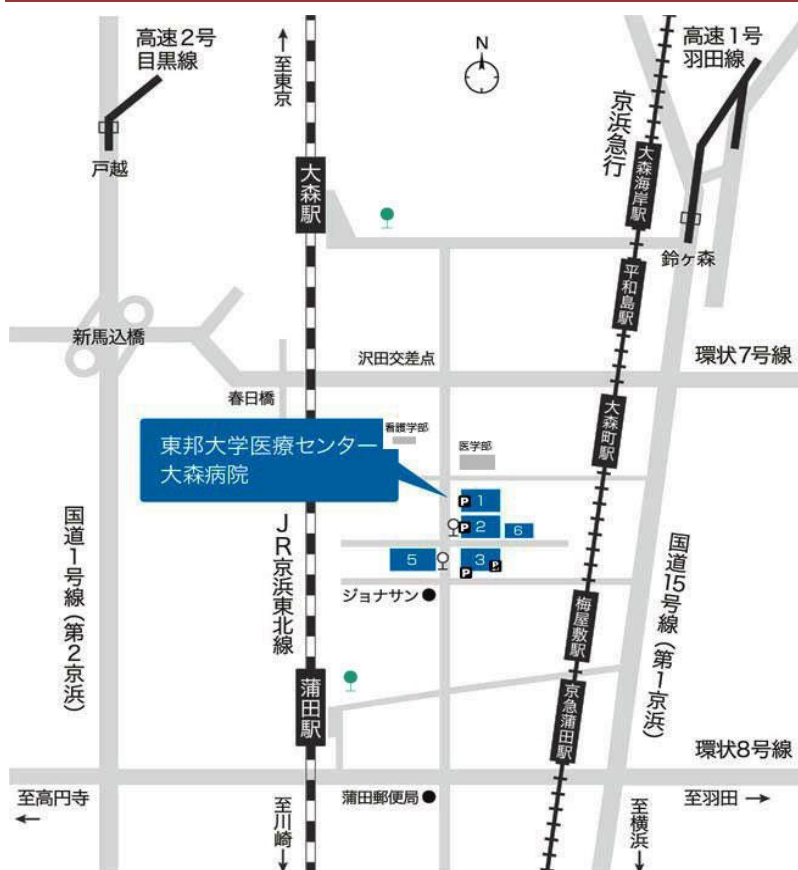 高速2号
目黒線
至東京
N
高速1号
羽田線
京浜急行
大森駅
大森海岸駅
戸越
鈴ヶ森
平和島駅
新馬込橋
沢田交差点
環状7号線
春日橋
大森町駅
看護学部
医学部
東邦大学医療センター
大森病院
P 1
P 2
6
5
3
P
P
国道1号線(第2京浜)
JR京浜東北線
国道15号線(第1京浜)
ジョナサン
梅屋敷駅
蒲田駅
京急蒲田駅
環状8号線
至高円寺
蒲田郵便局
至羽田
至川崎
至横浜